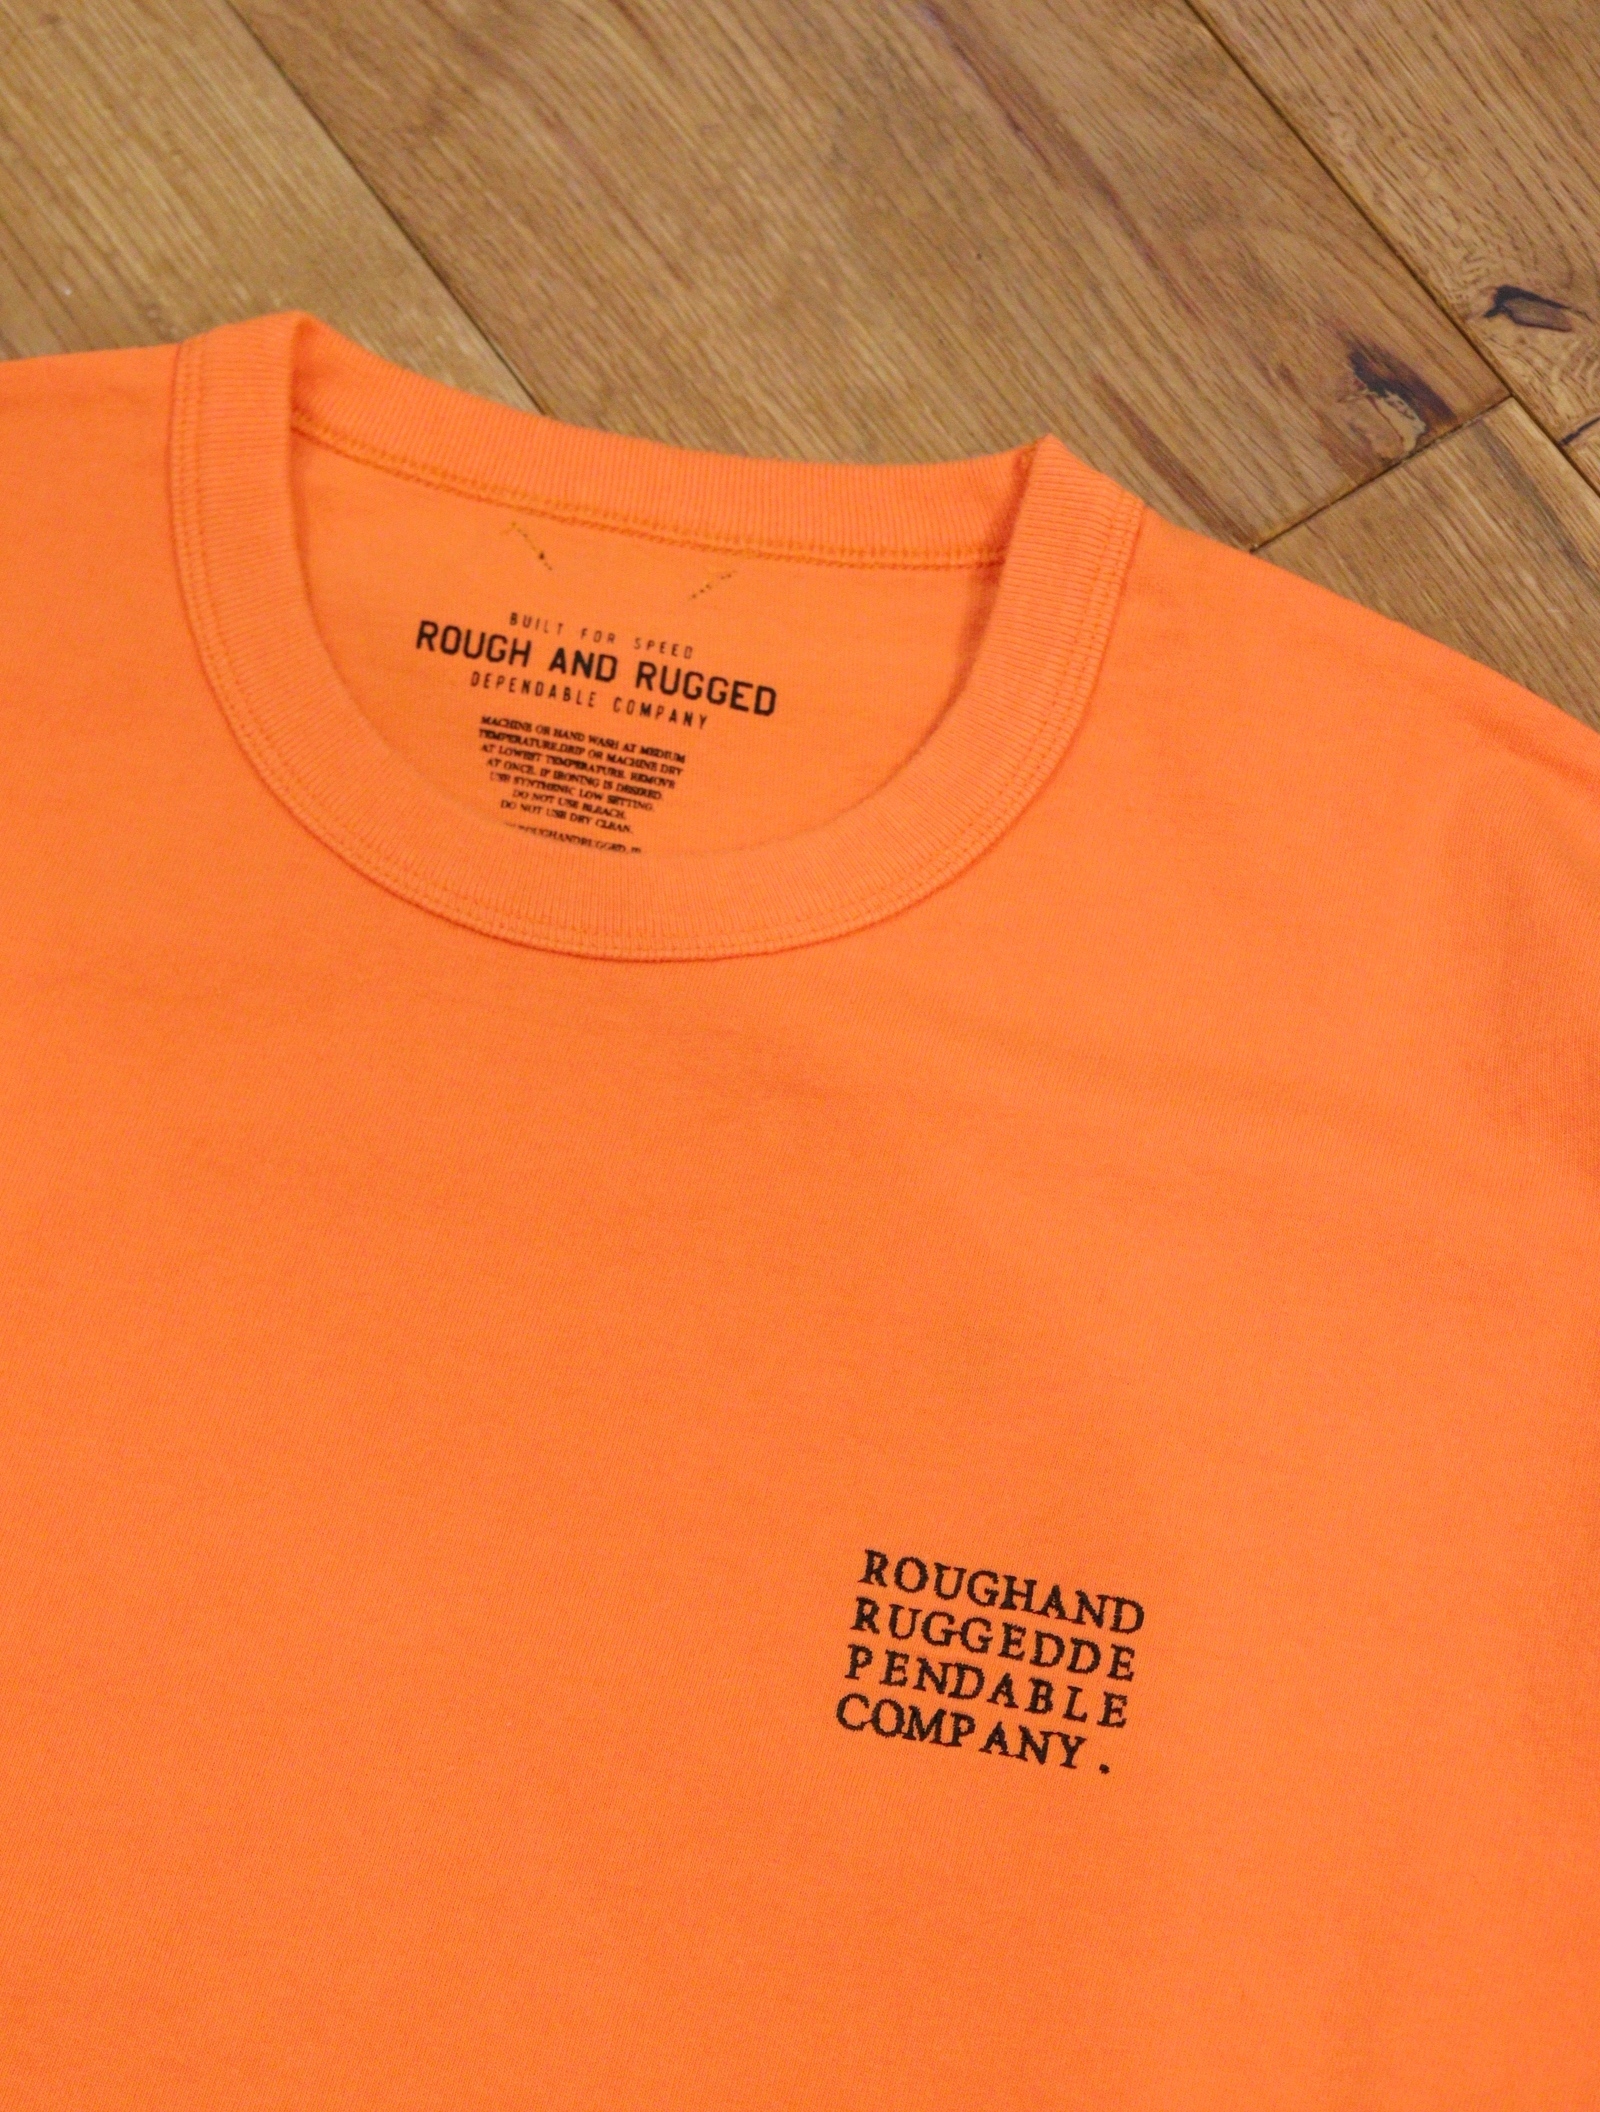 BUILT FOR SPEED
ROUGH AND RUGGED
DEPENDABLE COMPANY
MACHINE OR HAND WASH AT MEDIUM
TEMPERATURE.DRIP OR MACHINE DRY
AT LOWEST TEMPERATURE. REMOVE
AT ONCE. IF IRONING IS DESIRED.
USE SYNTHENIC LOW SETTING.
DO NOT USE BLEACH.
DO NOT USE DRY CLEAN.
ROUGHAND
RUGGEDDE
PENDABLE
COMPANY.